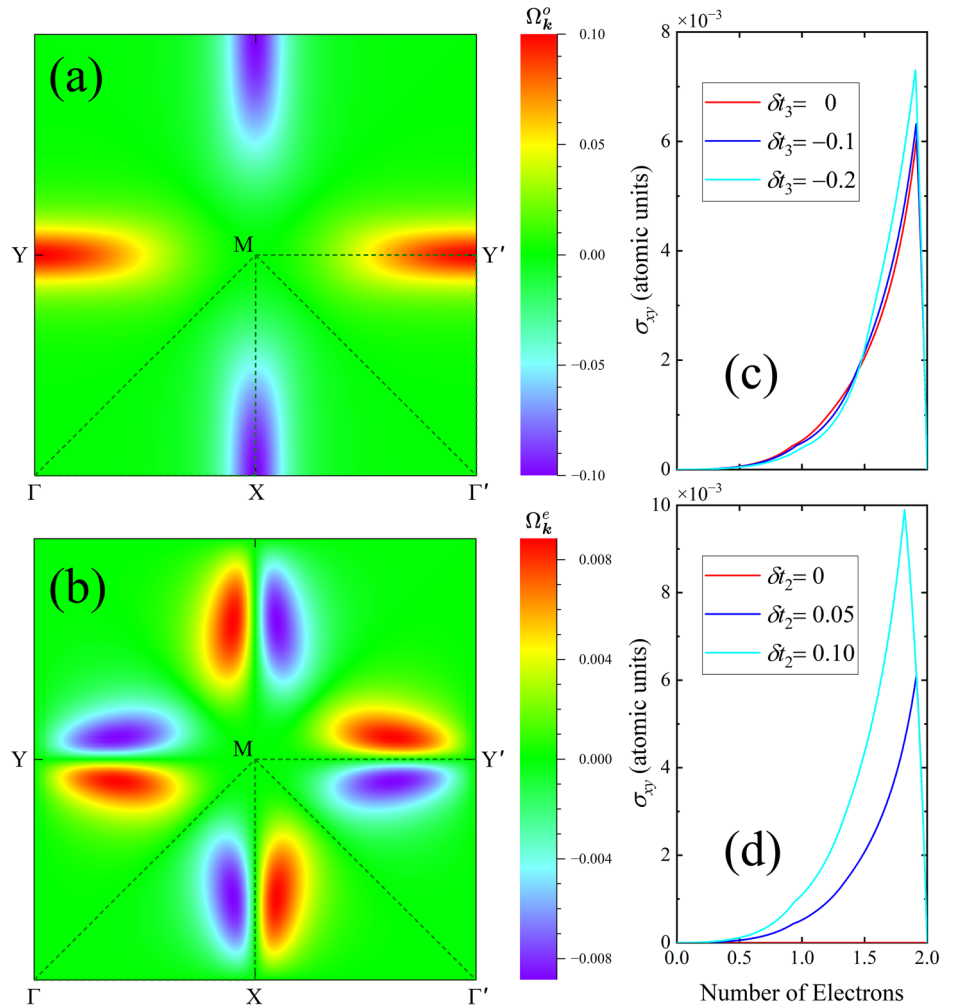 (a)
Ωᵒₖ
0.10
0.05
0.00
−0.05
−0.10
Y
M
Y′
Γ
X
Γ′
(b)
Ωᵉₖ
0.008
0.004
0.000
−0.004
−0.008
Y
M
Y′
Γ
X
Γ′
×10⁻³
8
6
4
2
0
σxy (atomic units)
δt₃= 0
δt₃= −0.1
δt₃= −0.2
(c)
×10⁻³
10
8
6
4
2
0
σxy (atomic units)
δt₂= 0
δt₂= 0.05
δt₂= 0.10
(d)
0.0
0.5
1.0
1.5
2.0
Number of Electrons